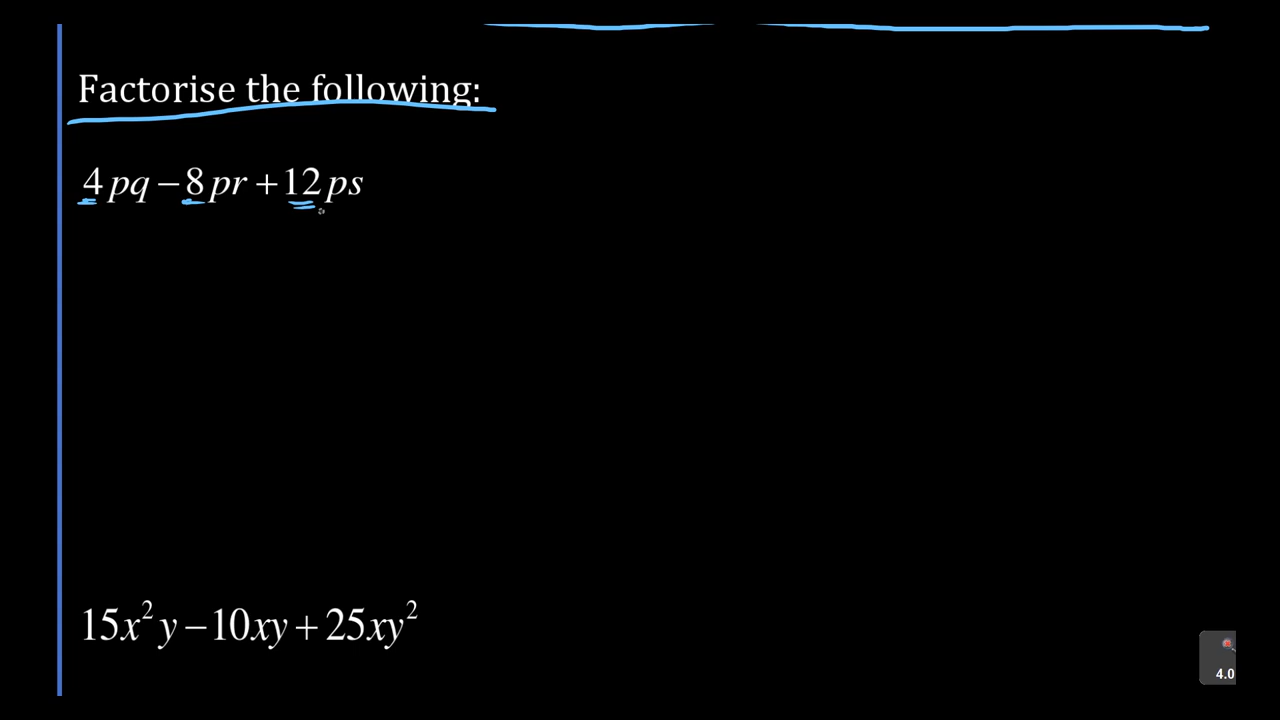 Factorise the following:
4pq − 8pr + 12ps
15x²y − 10xy + 25xy²
4.0